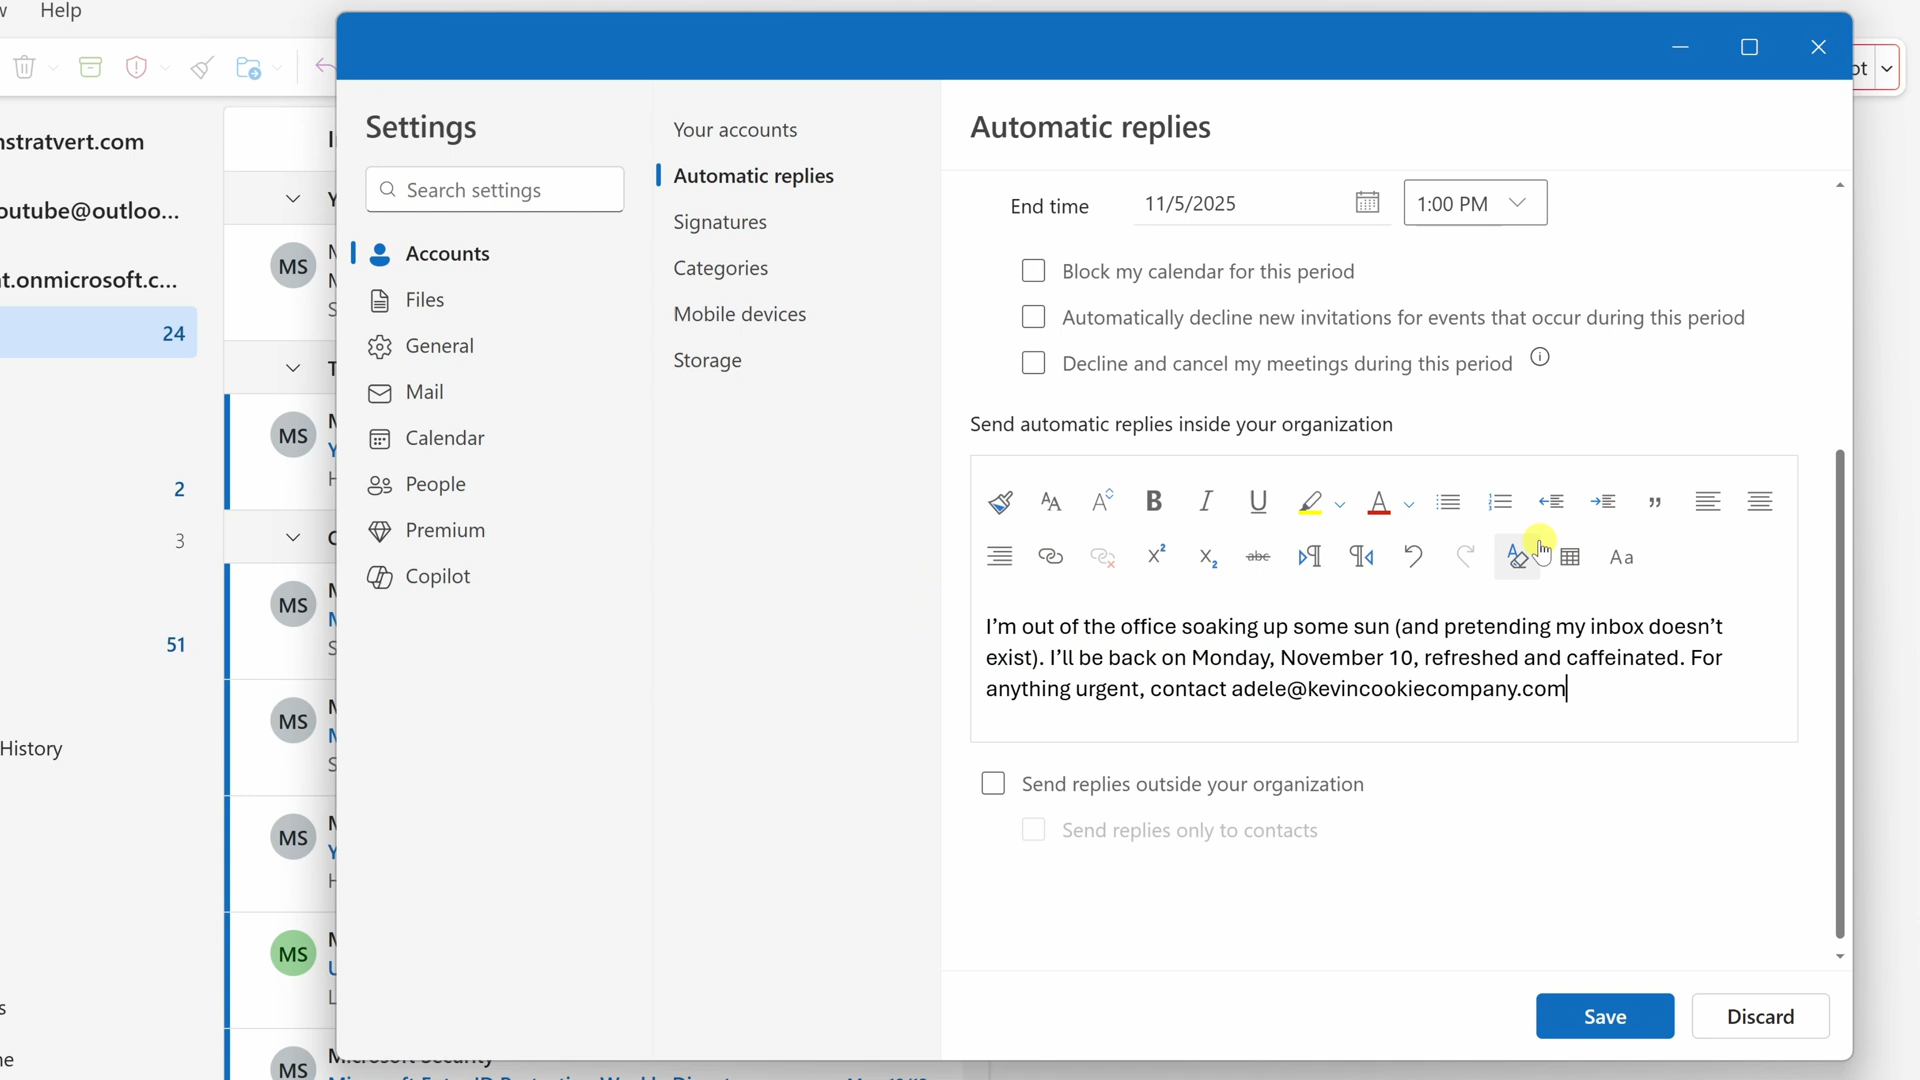 Help
ot
nstratvert.com
outube@outloo...
nt.onmicrosoft.c...
24
2
3
51
History
MS
MS
MS
MS
MS
MS
MS
Settings
Search settings
Accounts
Files
General
Mail
Calendar
People
Premium
Copilot
Your accounts
Automatic replies
Signatures
Categories
Mobile devices
Storage
Automatic replies
End time
11/5/2025
1:00 PM
Block my calendar for this period
Automatically decline new invitations for events that occur during this period
Decline and cancel my meetings during this period
Send automatic replies inside your organization
I’m out of the office soaking up some sun (and pretending my inbox doesn’t
exist). I’ll be back on Monday, November 10, refreshed and caffeinated. For
anything urgent, contact adele@kevincookiecompany.com
Send replies outside your organization
Send replies only to contacts
Save
Discard